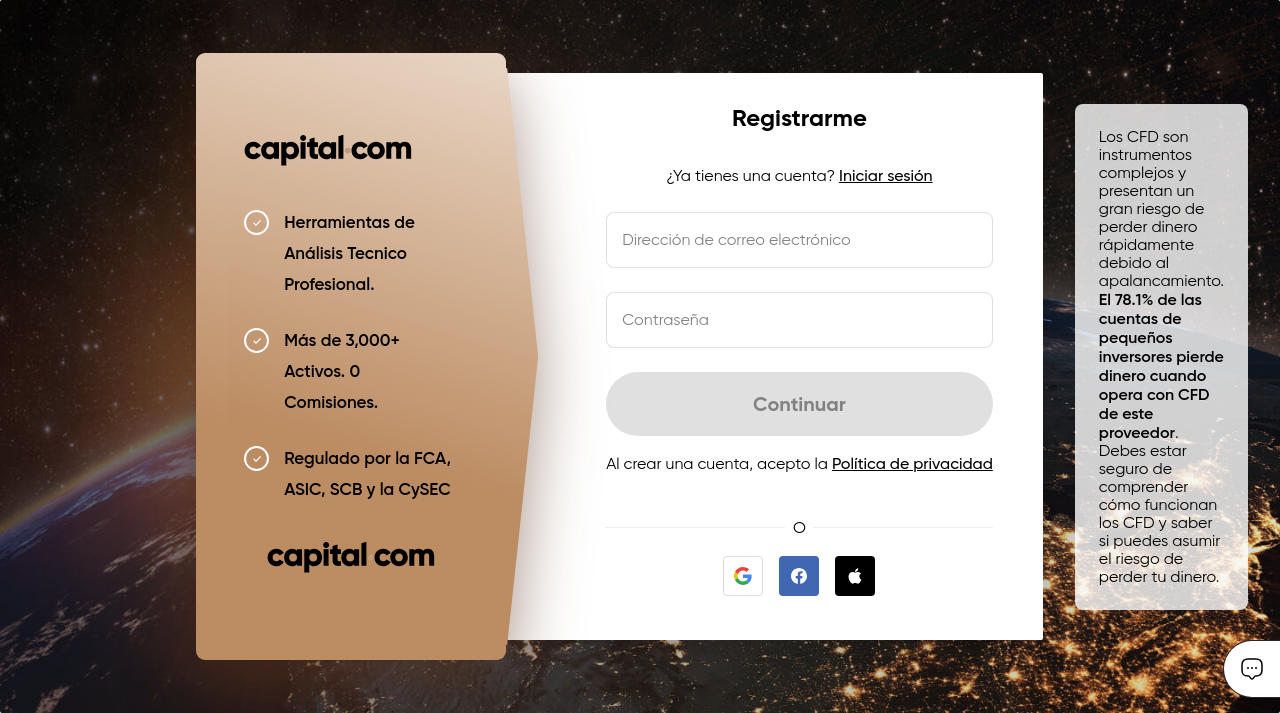 capital.com
Herramientas de
Análisis Tecnico
Profesional.
Más de 3,000+
Activos. 0
Comisiones.
Regulado por la FCA,
ASIC, SCB y la CySEC
capital com
Registrarme
¿Ya tienes una cuenta? Iniciar sesión
Dirección de correo electrónico
Contraseña
Continuar
Al crear una cuenta, acepto la Política de privacidad
O
Los CFD son
instrumentos
complejos y
presentan un
gran riesgo de
perder dinero
rápidamente
debido al
apalancamiento.
El 78.1% de las
cuentas de
pequeños
inversores pierde
dinero cuando
opera con CFD
de este
proveedor.
Debes estar
seguro de
comprender
cómo funcionan
los CFD y saber
si puedes asumir
el riesgo de
perder tu dinero.